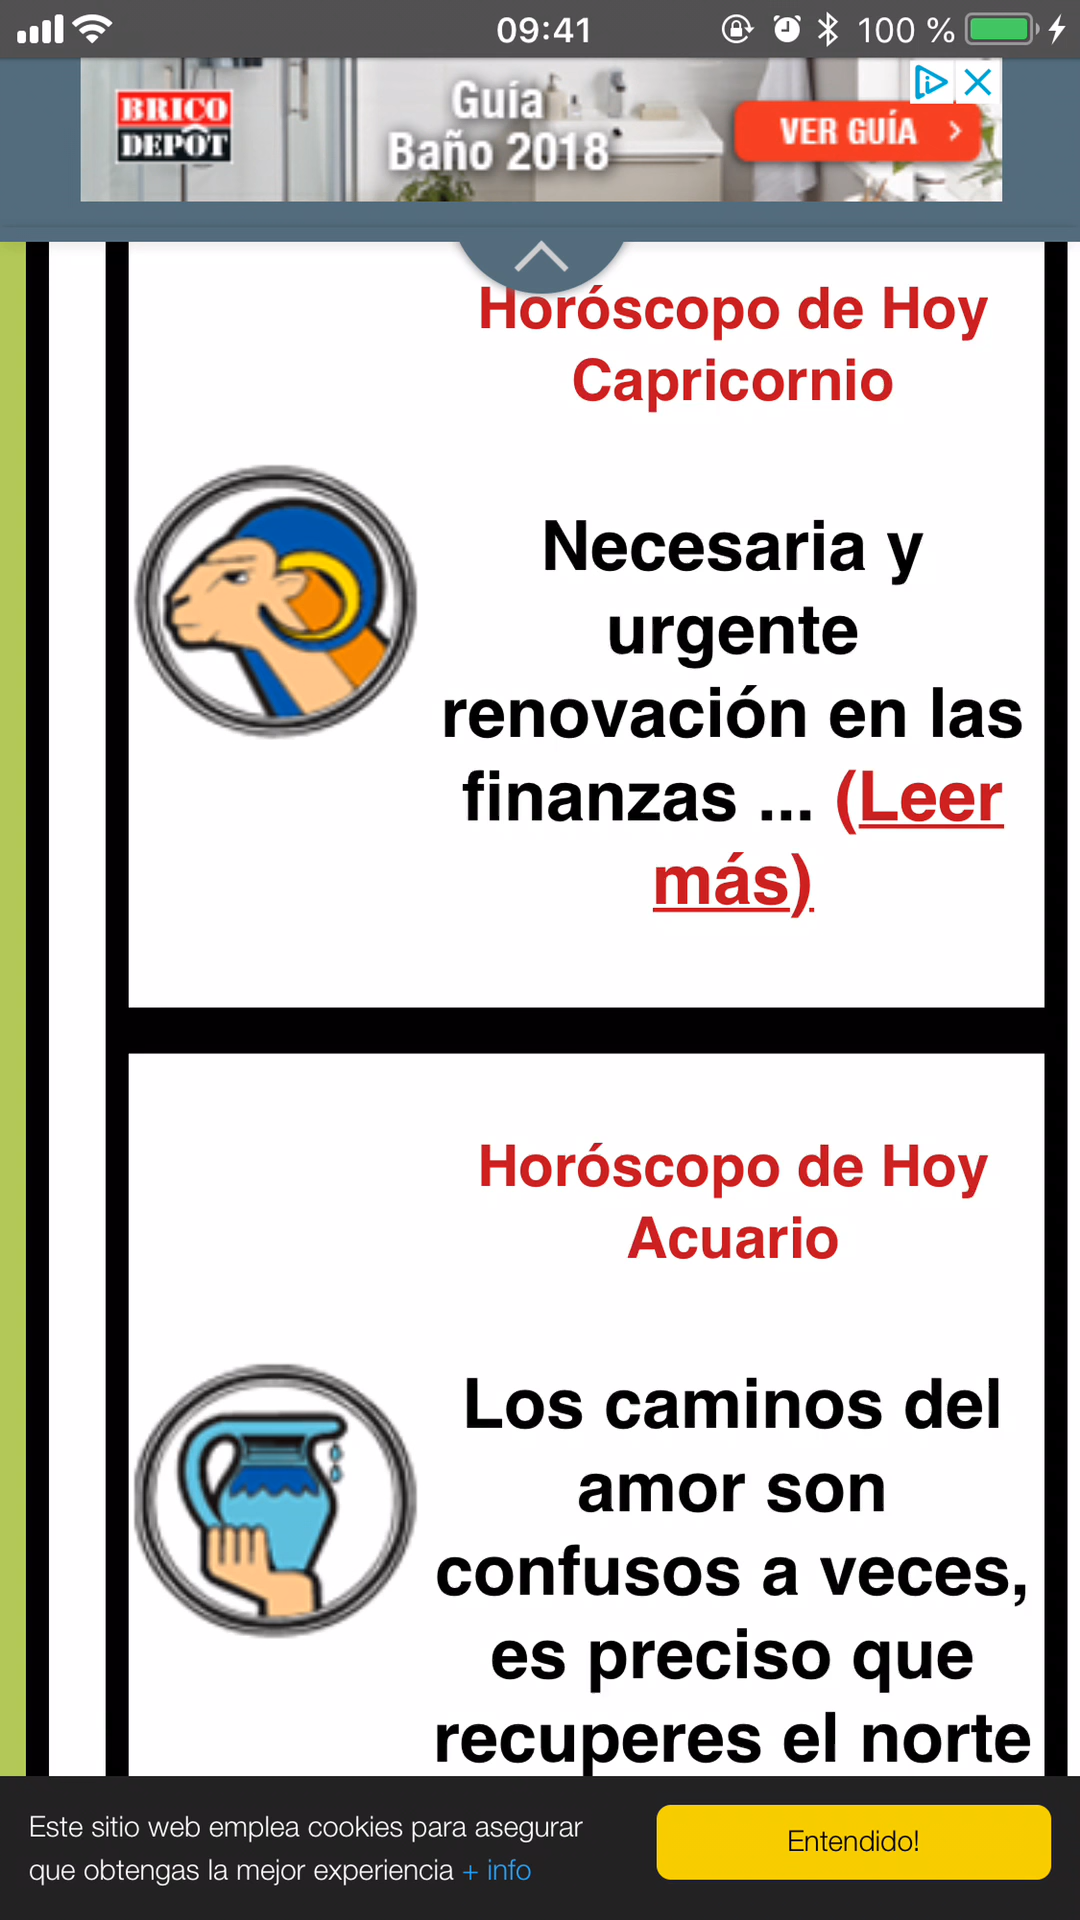 09:41
100 %
BRICO
DEPÔT
Guía
Baño 2018
VER GUÍA
Horóscopo de Hoy
Capricornio
Necesaria y
urgente
renovación en las
finanzas ... (Leer
más)
Horóscopo de Hoy
Acuario
Los caminos del
amor son
confusos a veces,
es preciso que
recuperes el norte
Este sitio web emplea cookies para asegurar
que obtengas la mejor experiencia + info
Entendido!